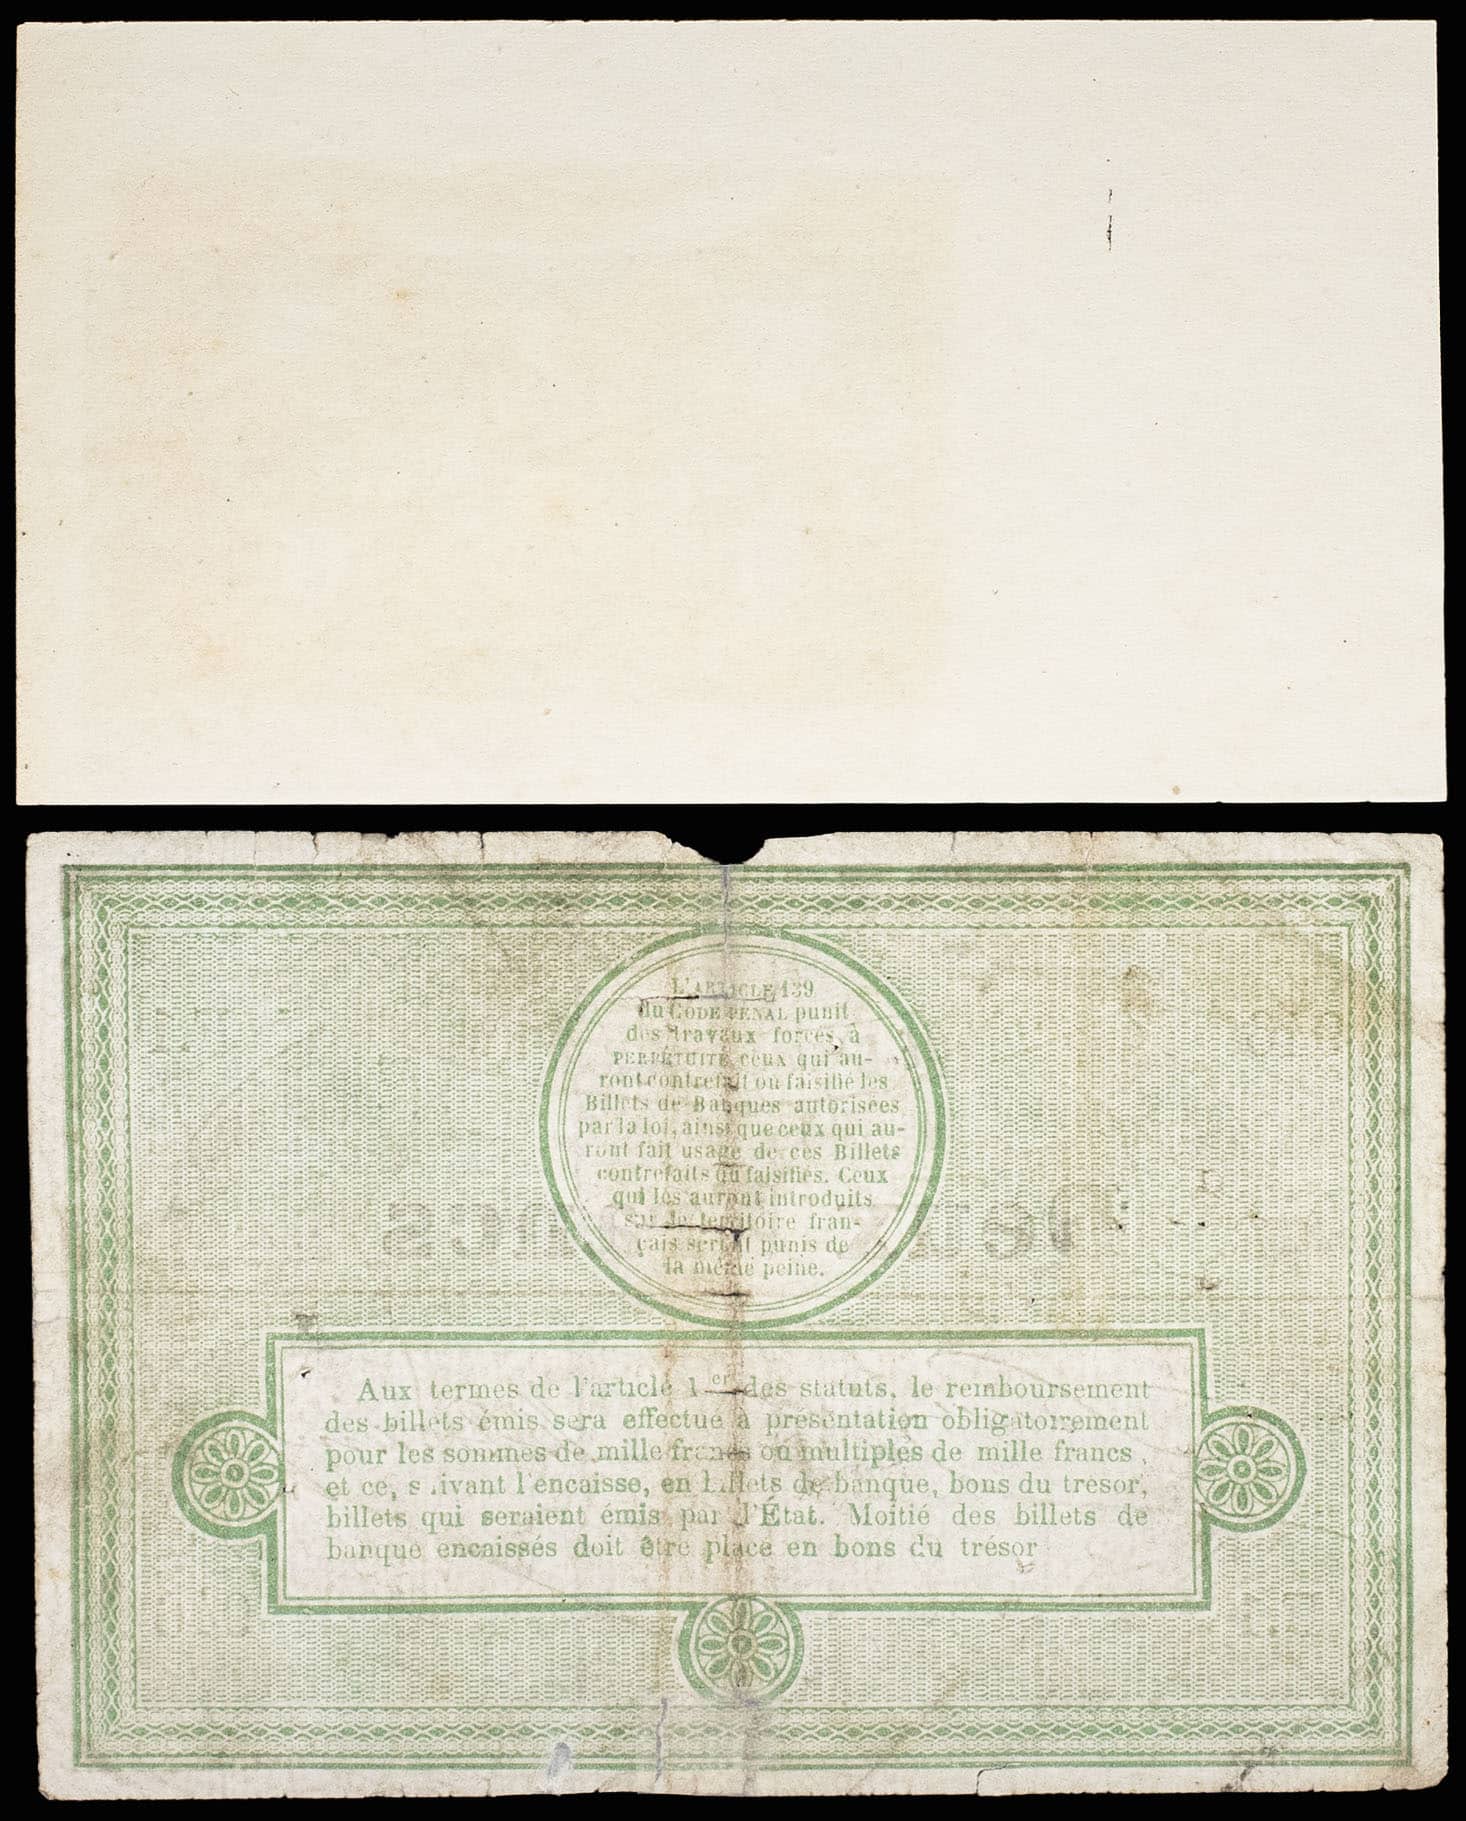 L'ARTICLE 139
du CODE PENAL punit
des travaux forcés à
PERPÉTUITÉ ceux qui au-
ront contrefait ou falsifié les
Billets de Banques autorisées
par la loi, ainsi que ceux qui au-
ront fait usage de ces Billets
contrefaits ou falsifiés. Ceux
qui les auront introduits
sur le territoire fran-
çais seront punis de
la même peine.
Aux termes de l'article 1er des statuts, le remboursement
des billets émis sera effectué à présentation obligatoirement
pour les sommes de mille francs ou multiples de mille francs,
et ce, suivant l'encaisse, en billets de banque, bons du tresor,
billets qui seraient émis par l'État. Moitié des billets de
banque encaissés doit être placé en bons du trésor